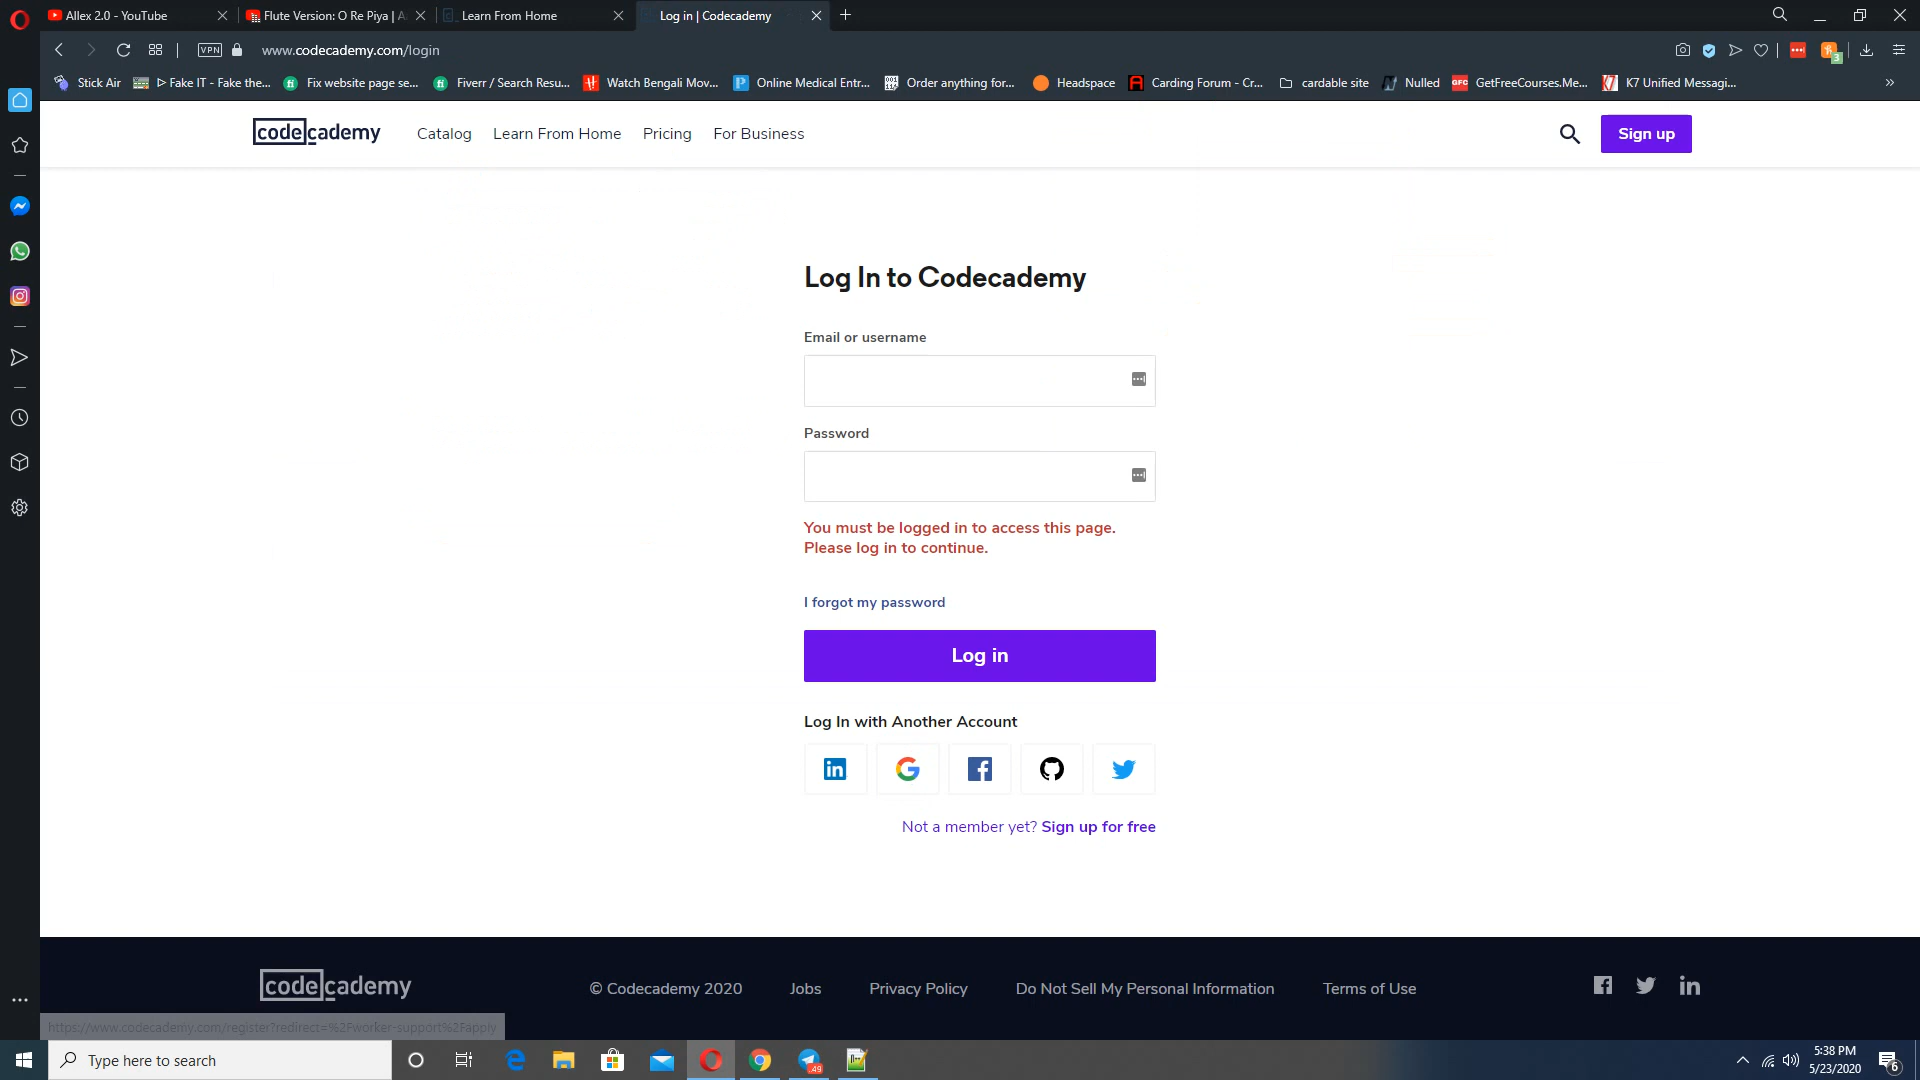 Allex 2.0 - YouTube
Flute Version: O Re Piya | A
Learn From Home
Log in | Codecademy
VPN
www.codecademy.com/login
3
Stick Air
ᐅ Fake IT - Fake the...
Fix website page se...
Fiverr / Search Resu...
Watch Bengali Mov...
Online Medical Entr...
Order anything for...
Headspace
Carding Forum - Cr...
cardable site
Nulled
GFC
GetFreeCourses.Me...
K7 Unified Messagi...
codecademy
Catalog
Learn From Home
Pricing
For Business
Sign up
Log In to Codecademy
Email or username
Password
You must be logged in to access this page.
Please log in to continue.
I forgot my password
Log in
Log In with Another Account
Not a member yet? Sign up for free
codecademy
© Codecademy 2020
Jobs
Privacy Policy
Do Not Sell My Personal Information
Terms of Use
https://www.codecademy.com/register?redirect=%2Fworker-support%2Fapply
Type here to search
49
5:38 PM
5/23/2020
6